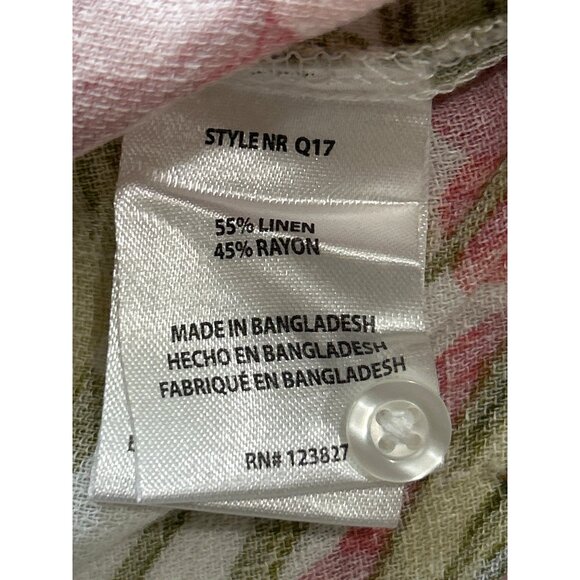 STYLE NR Q17
55% LINEN
45% RAYON
MADE IN BANGLADESH
HECHO EN BANGLADESH
FABRIQUÉ EN BANGLADESH
RN# 123827